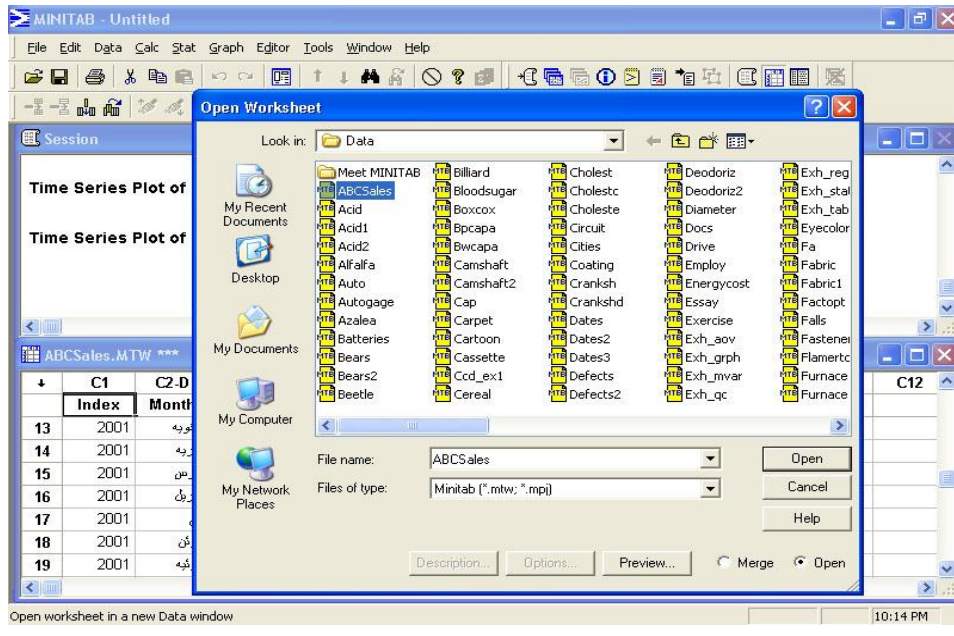 MINITAB - Untitled
File Edit Data Calc Stat Graph Editor Tools Window Help
Open Worksheet
Session
Time Series Plot of
Time Series Plot of
Look in: Data
My Recent Documents
Desktop
My Documents
My Computer
My Network Places
Meet MINITAB Billiard Cholest Deodoriz Exh_reg
ABCSales Bloodsugar Cholestc Deodoriz2 Exh_stat
Acid Boxcox Choleste Diameter Exh_tab
Acid1 Bpcapa Circuit Docs Eyecolor
Acid2 Bwcapa Cities Drive Fa
Alfalfa Camshaft Coating Employ Fabric
Auto Camshaft2 Cranksh Energycost Fabric1
Autogage Cap Crankshd Essay Factopt
Azalea Carpet Dates Exercise Falls
Batteries Cartoon Dates2 Exh_aov Fastener
Bears Cassette Dates3 Exh_grph Flamertc
Bears2 Ccd_ex1 Defects Exh_mvar Furnace
Beetle Cereal Defects2 Exh_qc Furnace
File name: ABCSales Open
Files of type: Minitab (*.mtw; *.mpj) Cancel
Help
Description... Options... Preview... Merge Open
ABCSales.MTW ***
C1 C2-D C12
Index Month
13 2001
14 2001
15 2001
16 2001
17 2001
18 2001
19 2001
Open worksheet in a new Data window 10:14 PM